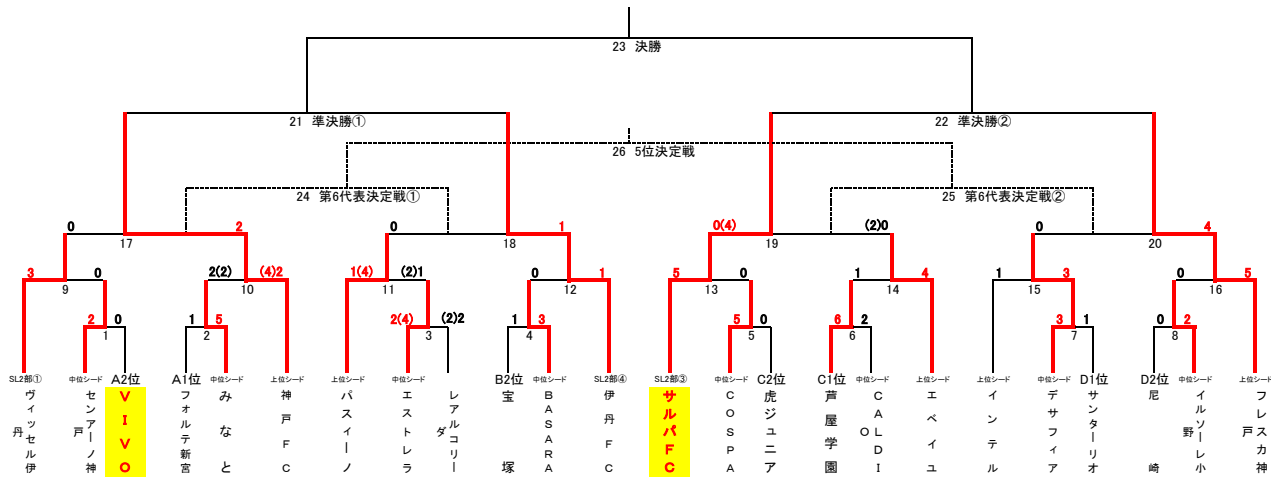 23 決勝
21 準決勝①
22 準決勝②
26 5位決定戦
24 第6代表決定戦①
25 第6代表決定戦②
0 2 0 1 0(4) (2)0 0 4
17 18 19 20
3 0 2(2) (4)2 1(4) (2)1 0 1 5 0 1 4 1 3 0 5
9 10 11 12 13 14 15 16
2 0 1 5 2(4) (2)2 1 3 5 0 6 2 3 1 0 2
1 2 3 4 5 6 7 8
SL2部① 中位シード A2位 A1位 中位シード 上位シード 上位シード 中位シード B2位 中位シード SL2部④ SL2部③ 中位シード C2位 C1位 中位シード 上位シード 中位シード D1位 D2位 中位シード 上位シード
ヴィッセル伊丹
センアーノ神戸
VIVO
フォルテ新宮
みなと
神戸FC
パスィーノ
エストレラ
レアルコリーダ
宝塚
BASARA
伊丹FC
サルパFC
COSPA
虎ジュニア
芦屋学園
CALDIO
エベイユ
インテル
デサフィア
サンターリオ
尼崎
イルソーレ小野
フレスカ神戸